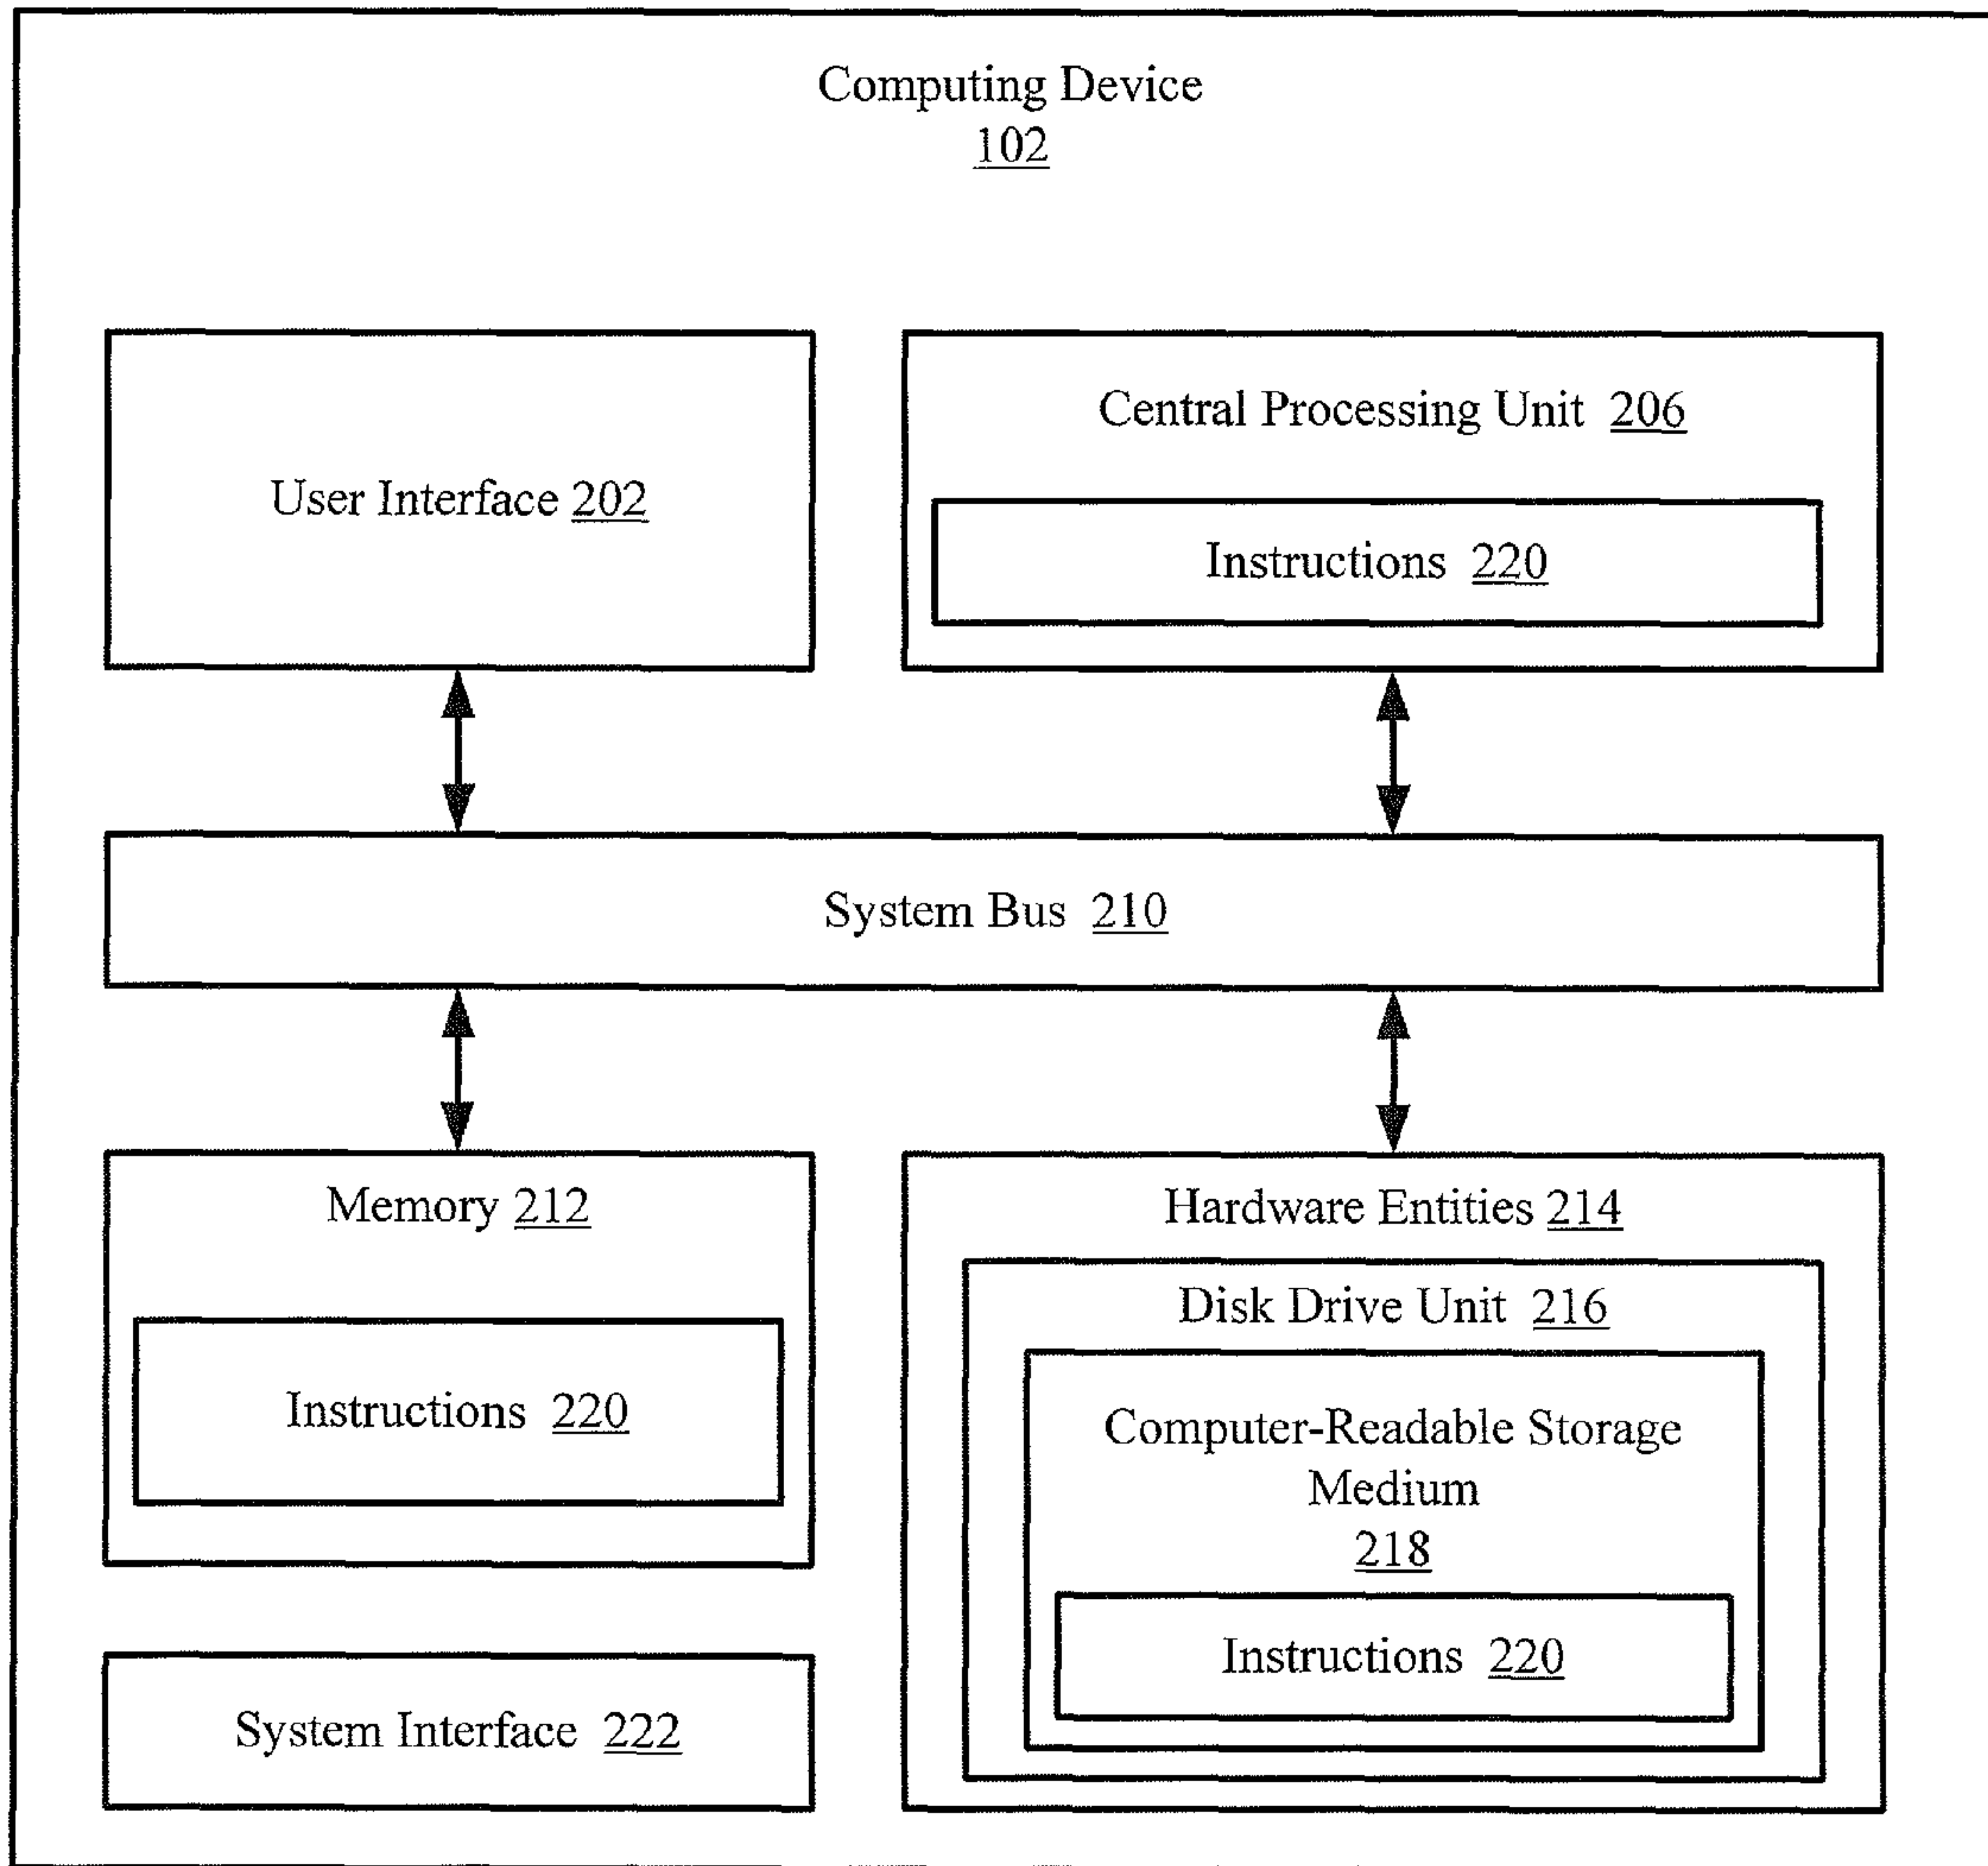 Computing Device
102
User Interface 202
Central Processing Unit 206
Instructions 220
System Bus 210
Memory 212
Instructions 220
Hardware Entities 214
Disk Drive Unit 216
Computer-Readable Storage
Medium
218
Instructions 220
System Interface 222